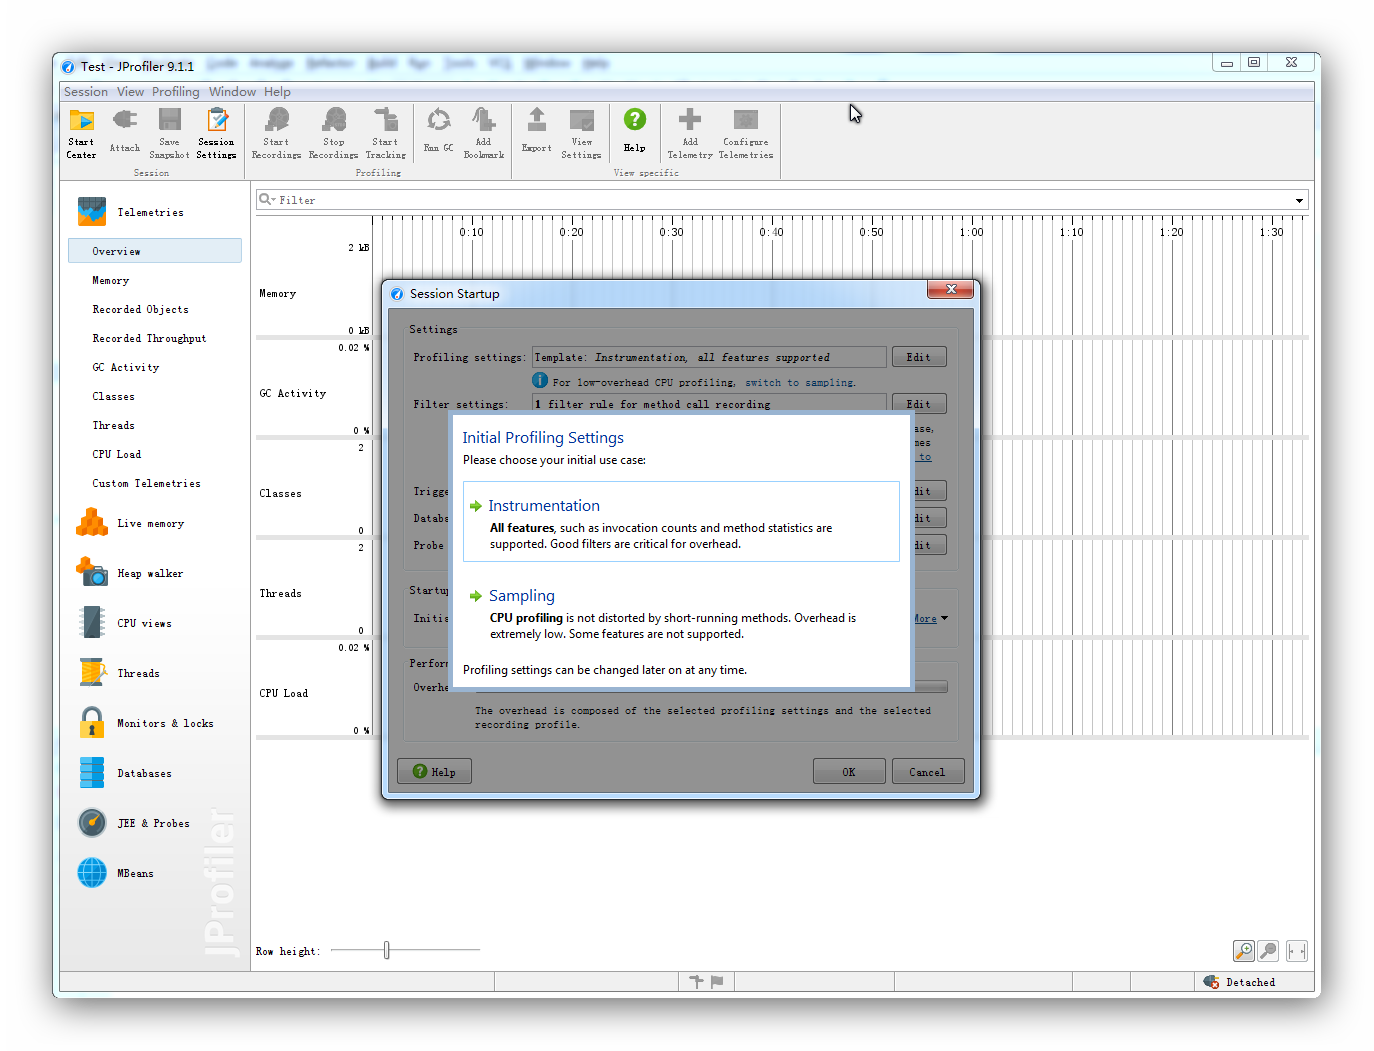 Test - JProfiler 9.1.1
Code Analyze Refactor Build Run Tools VCS Window Help
Session View Profiling Window Help
Start Center
Attach
Save Snapshot
Session Settings
Start Recordings
Stop Recordings
Start Tracking
Run GC
Add Bookmark
Export
View Settings
Help
Add Telemetry
Configure Telemetries
Session
Profiling
View specific
Telemetries
Overview
Memory
Recorded Objects
Recorded Throughput
GC Activity
Classes
Threads
CPU Load
Custom Telemetries
Live memory
Heap walker
CPU views
Threads
Monitors & locks
Databases
JEE & Probes
MBeans
JProfiler
Filter
0:10 0:20 0:30 0:40 0:50 1:00 1:10 1:20 1:30
2 kB
Memory
0 kB
0.02 %
GC Activity
0 %
2
Classes
0
2
Threads
0
0.02 %
CPU Load
0 %
Session Startup
Settings
Profiling settings: Template: Instrumentation, all features supported Edit
For low-overhead CPU profiling, switch to sampling.
Filter settings: 1 filter rule for method call recording Edit
Initial Profiling Settings
Please choose your initial use case:
Instrumentation
All features, such as invocation counts and method statistics are
supported. Good filters are critical for overhead.
Sampling
CPU profiling is not distorted by short-running methods. Overhead is
extremely low. Some features are not supported.
Profiling settings can be changed later on at any time.
The overhead is composed of the selected profiling settings and the selected
recording profile.
Help OK Cancel
Row height:
Detached